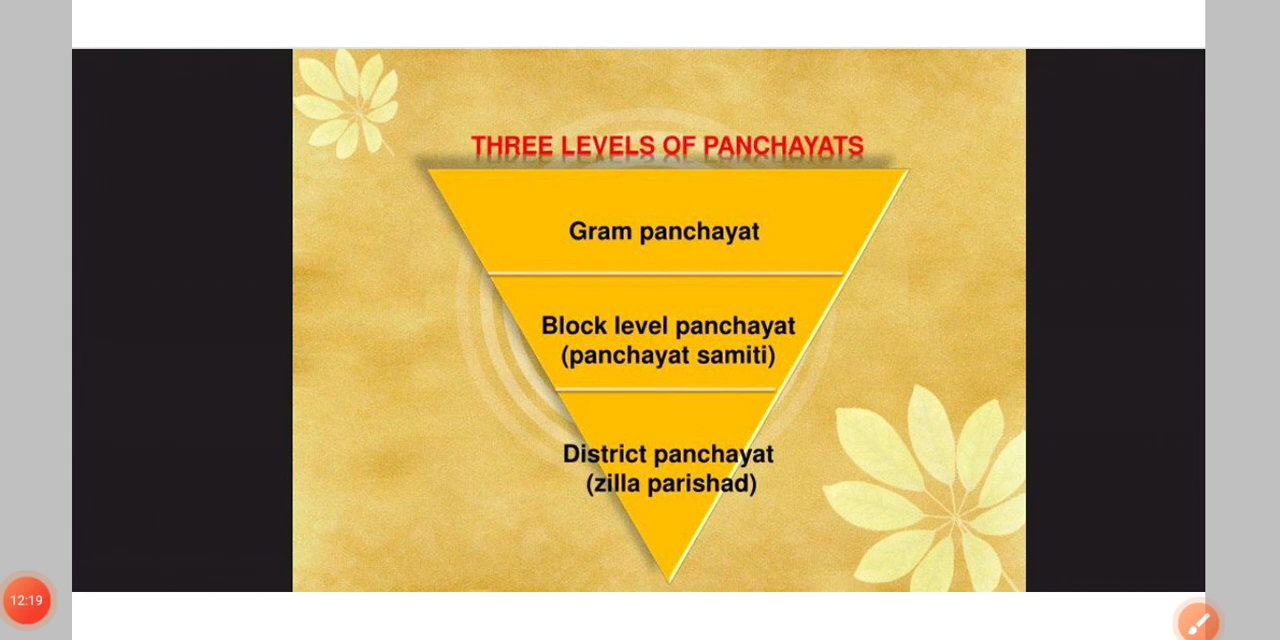 THREE LEVELS OF PANCHAYATS
Gram panchayat
Block level panchayat
(panchayat samiti)
District panchayat
(zilla parishad)
12:19